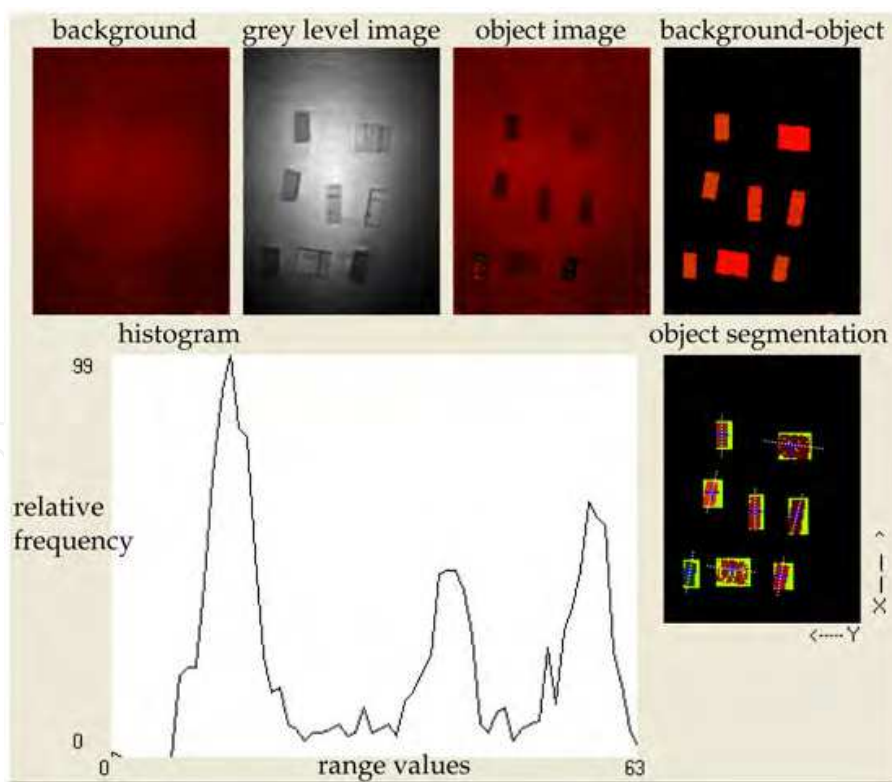 background
grey level image
object image
background-object
histogram
object segmentation
99
relative
frequency
0
0
range values
63
<-----Y
X---->